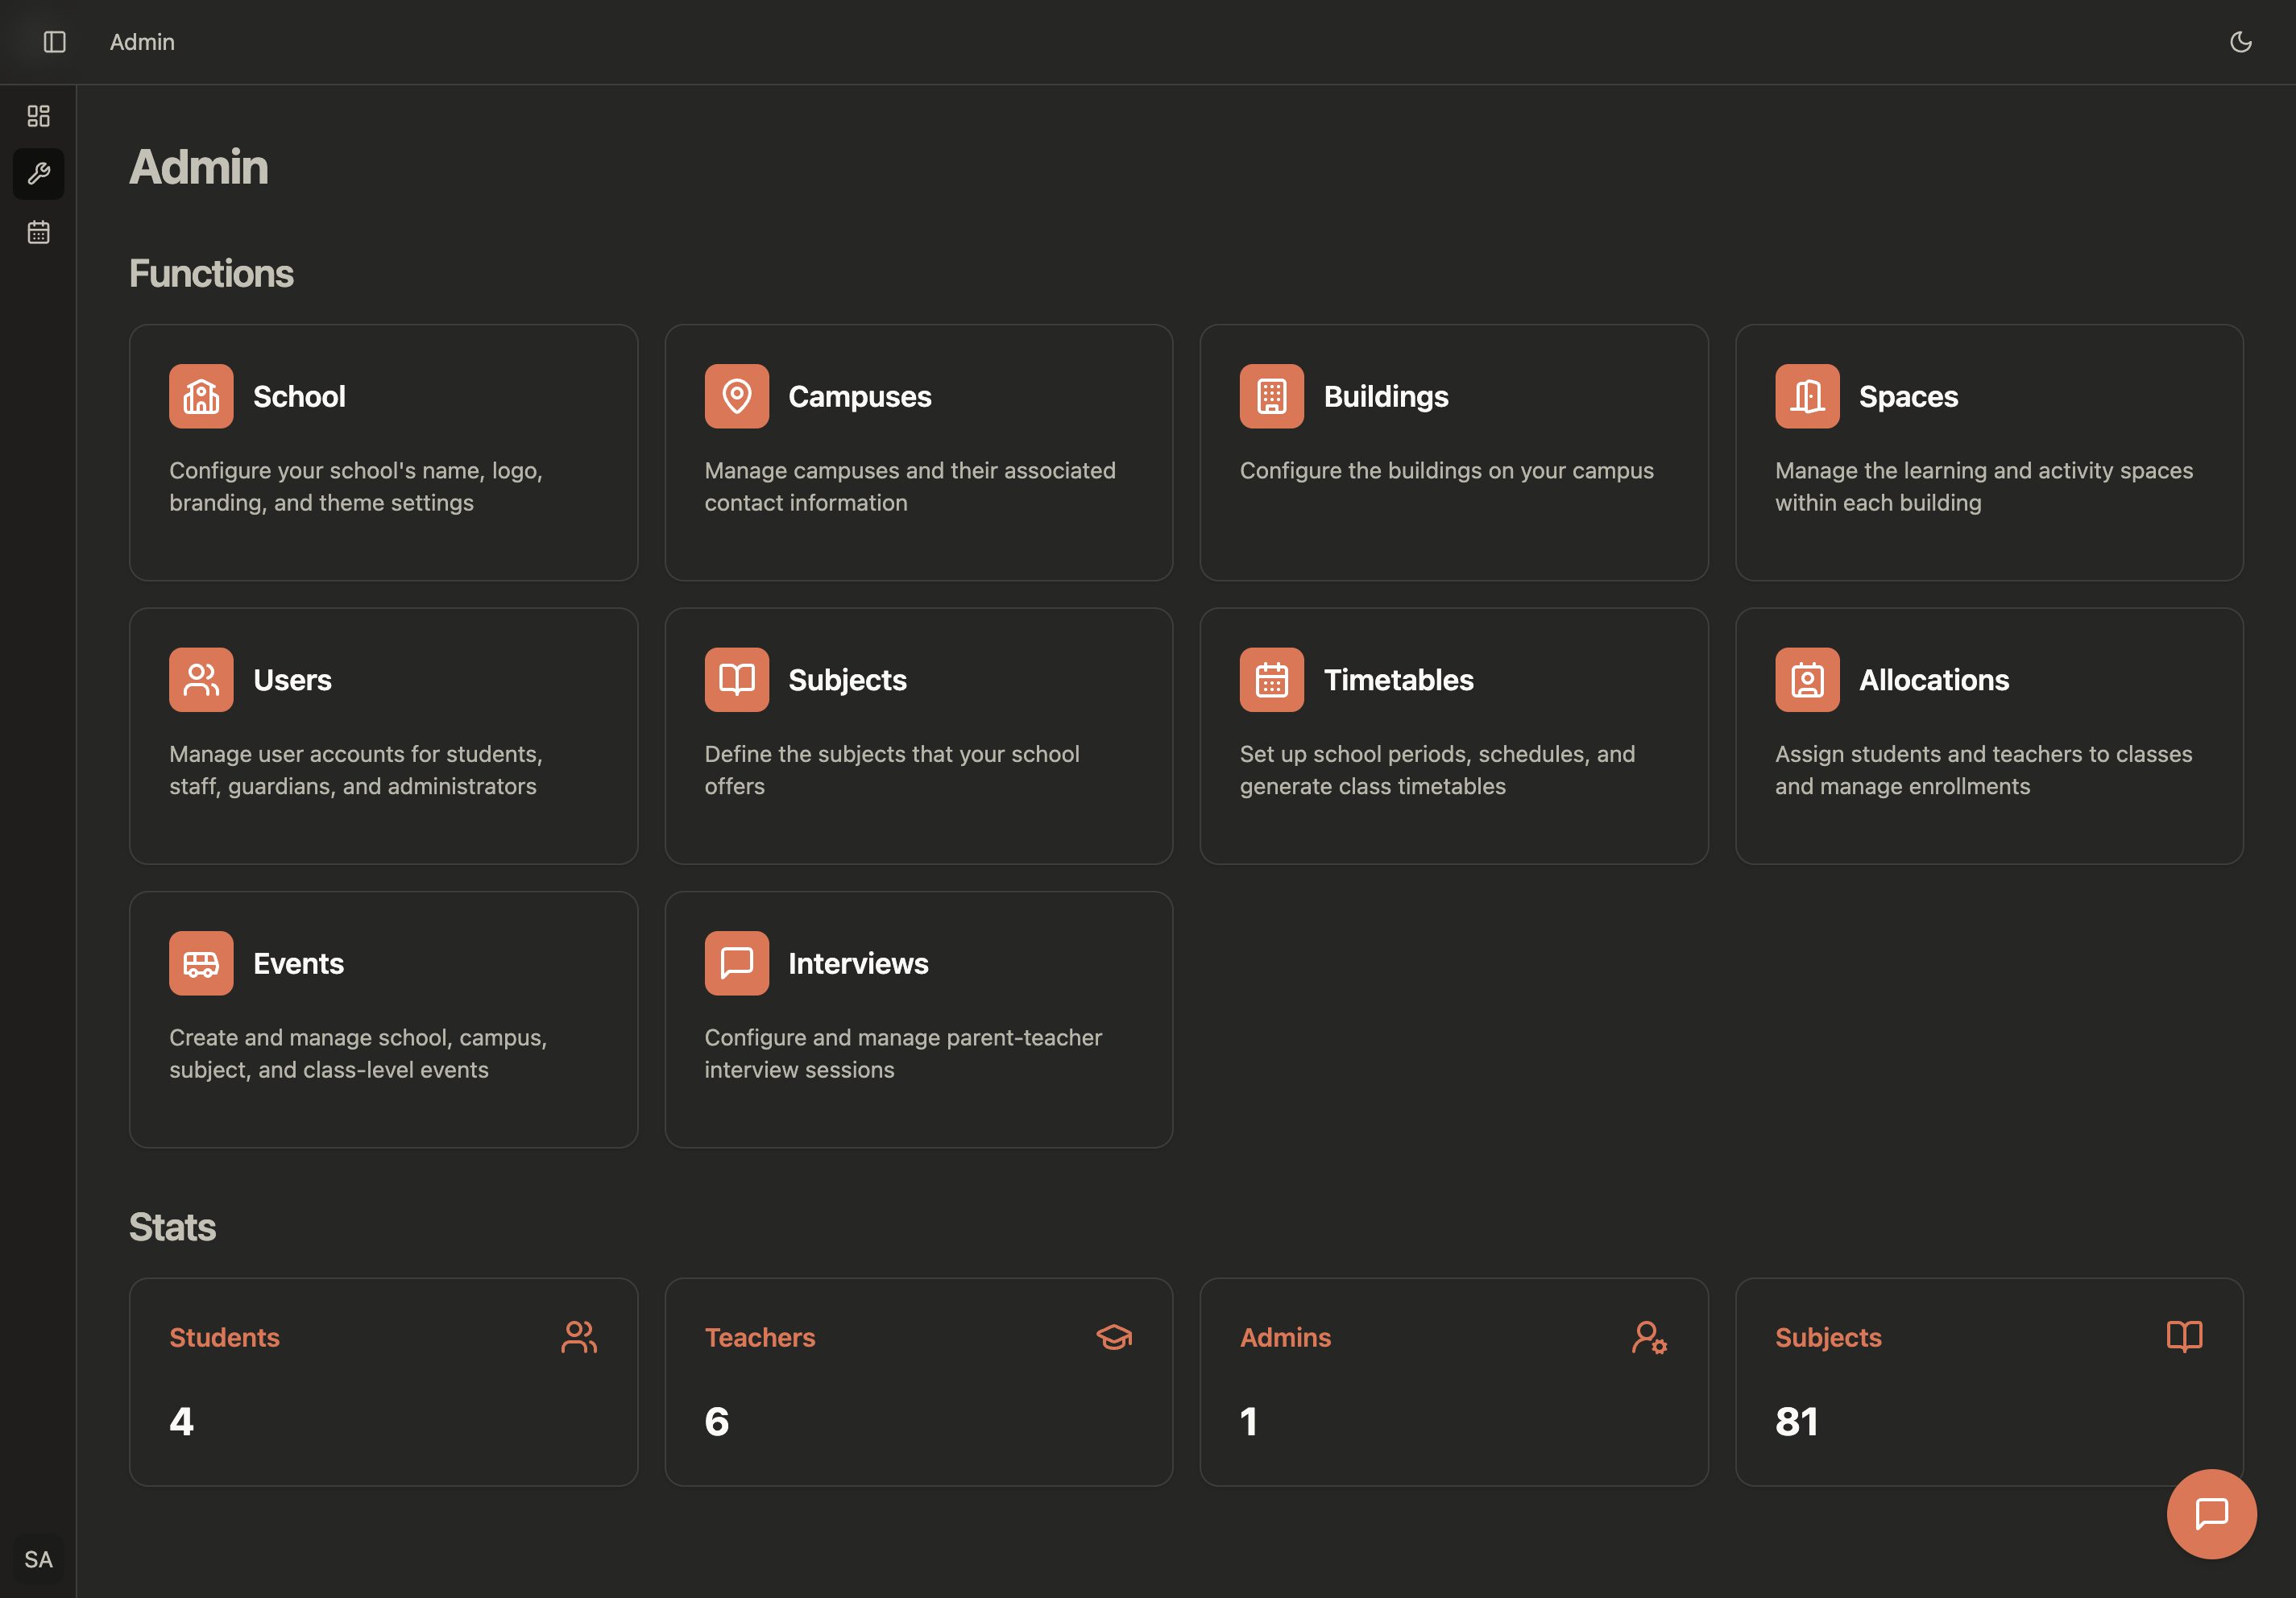 Admin
Admin
Functions
School
Configure your school's name, logo,
branding, and theme settings
Campuses
Manage campuses and their associated
contact information
Buildings
Configure the buildings on your campus
Spaces
Manage the learning and activity spaces
within each building
Users
Manage user accounts for students,
staff, guardians, and administrators
Subjects
Define the subjects that your school
offers
Timetables
Set up school periods, schedules, and
generate class timetables
Allocations
Assign students and teachers to classes
and manage enrollments
Events
Create and manage school, campus,
subject, and class-level events
Interviews
Configure and manage parent-teacher
interview sessions
Stats
Students
4
Teachers
6
Admins
1
Subjects
81
SA